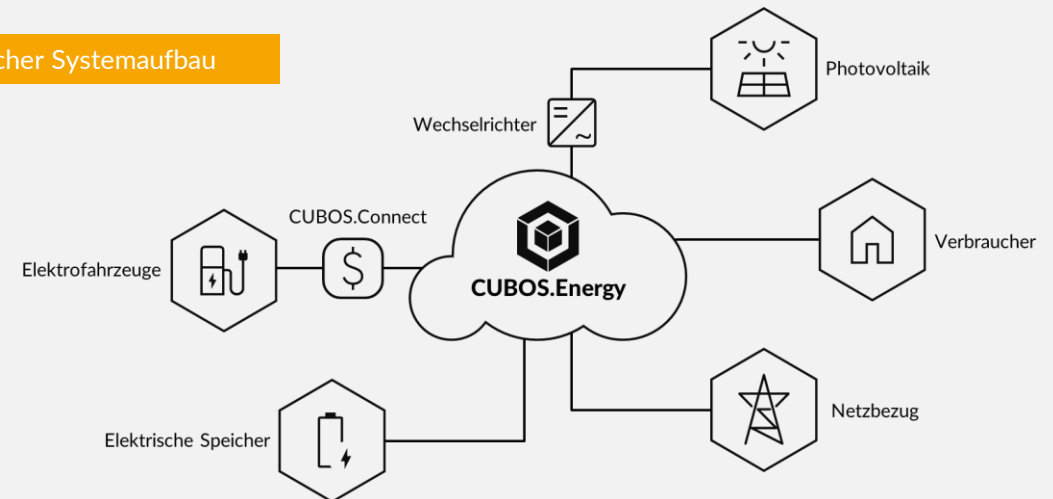 cher Systemaufbau
Photovoltaik
Wechselrichter
CUBOS.Connect
Verbraucher
Elektrofahrzeuge
$
CUBOS.Energy
Netzbezug
Elektrische Speicher